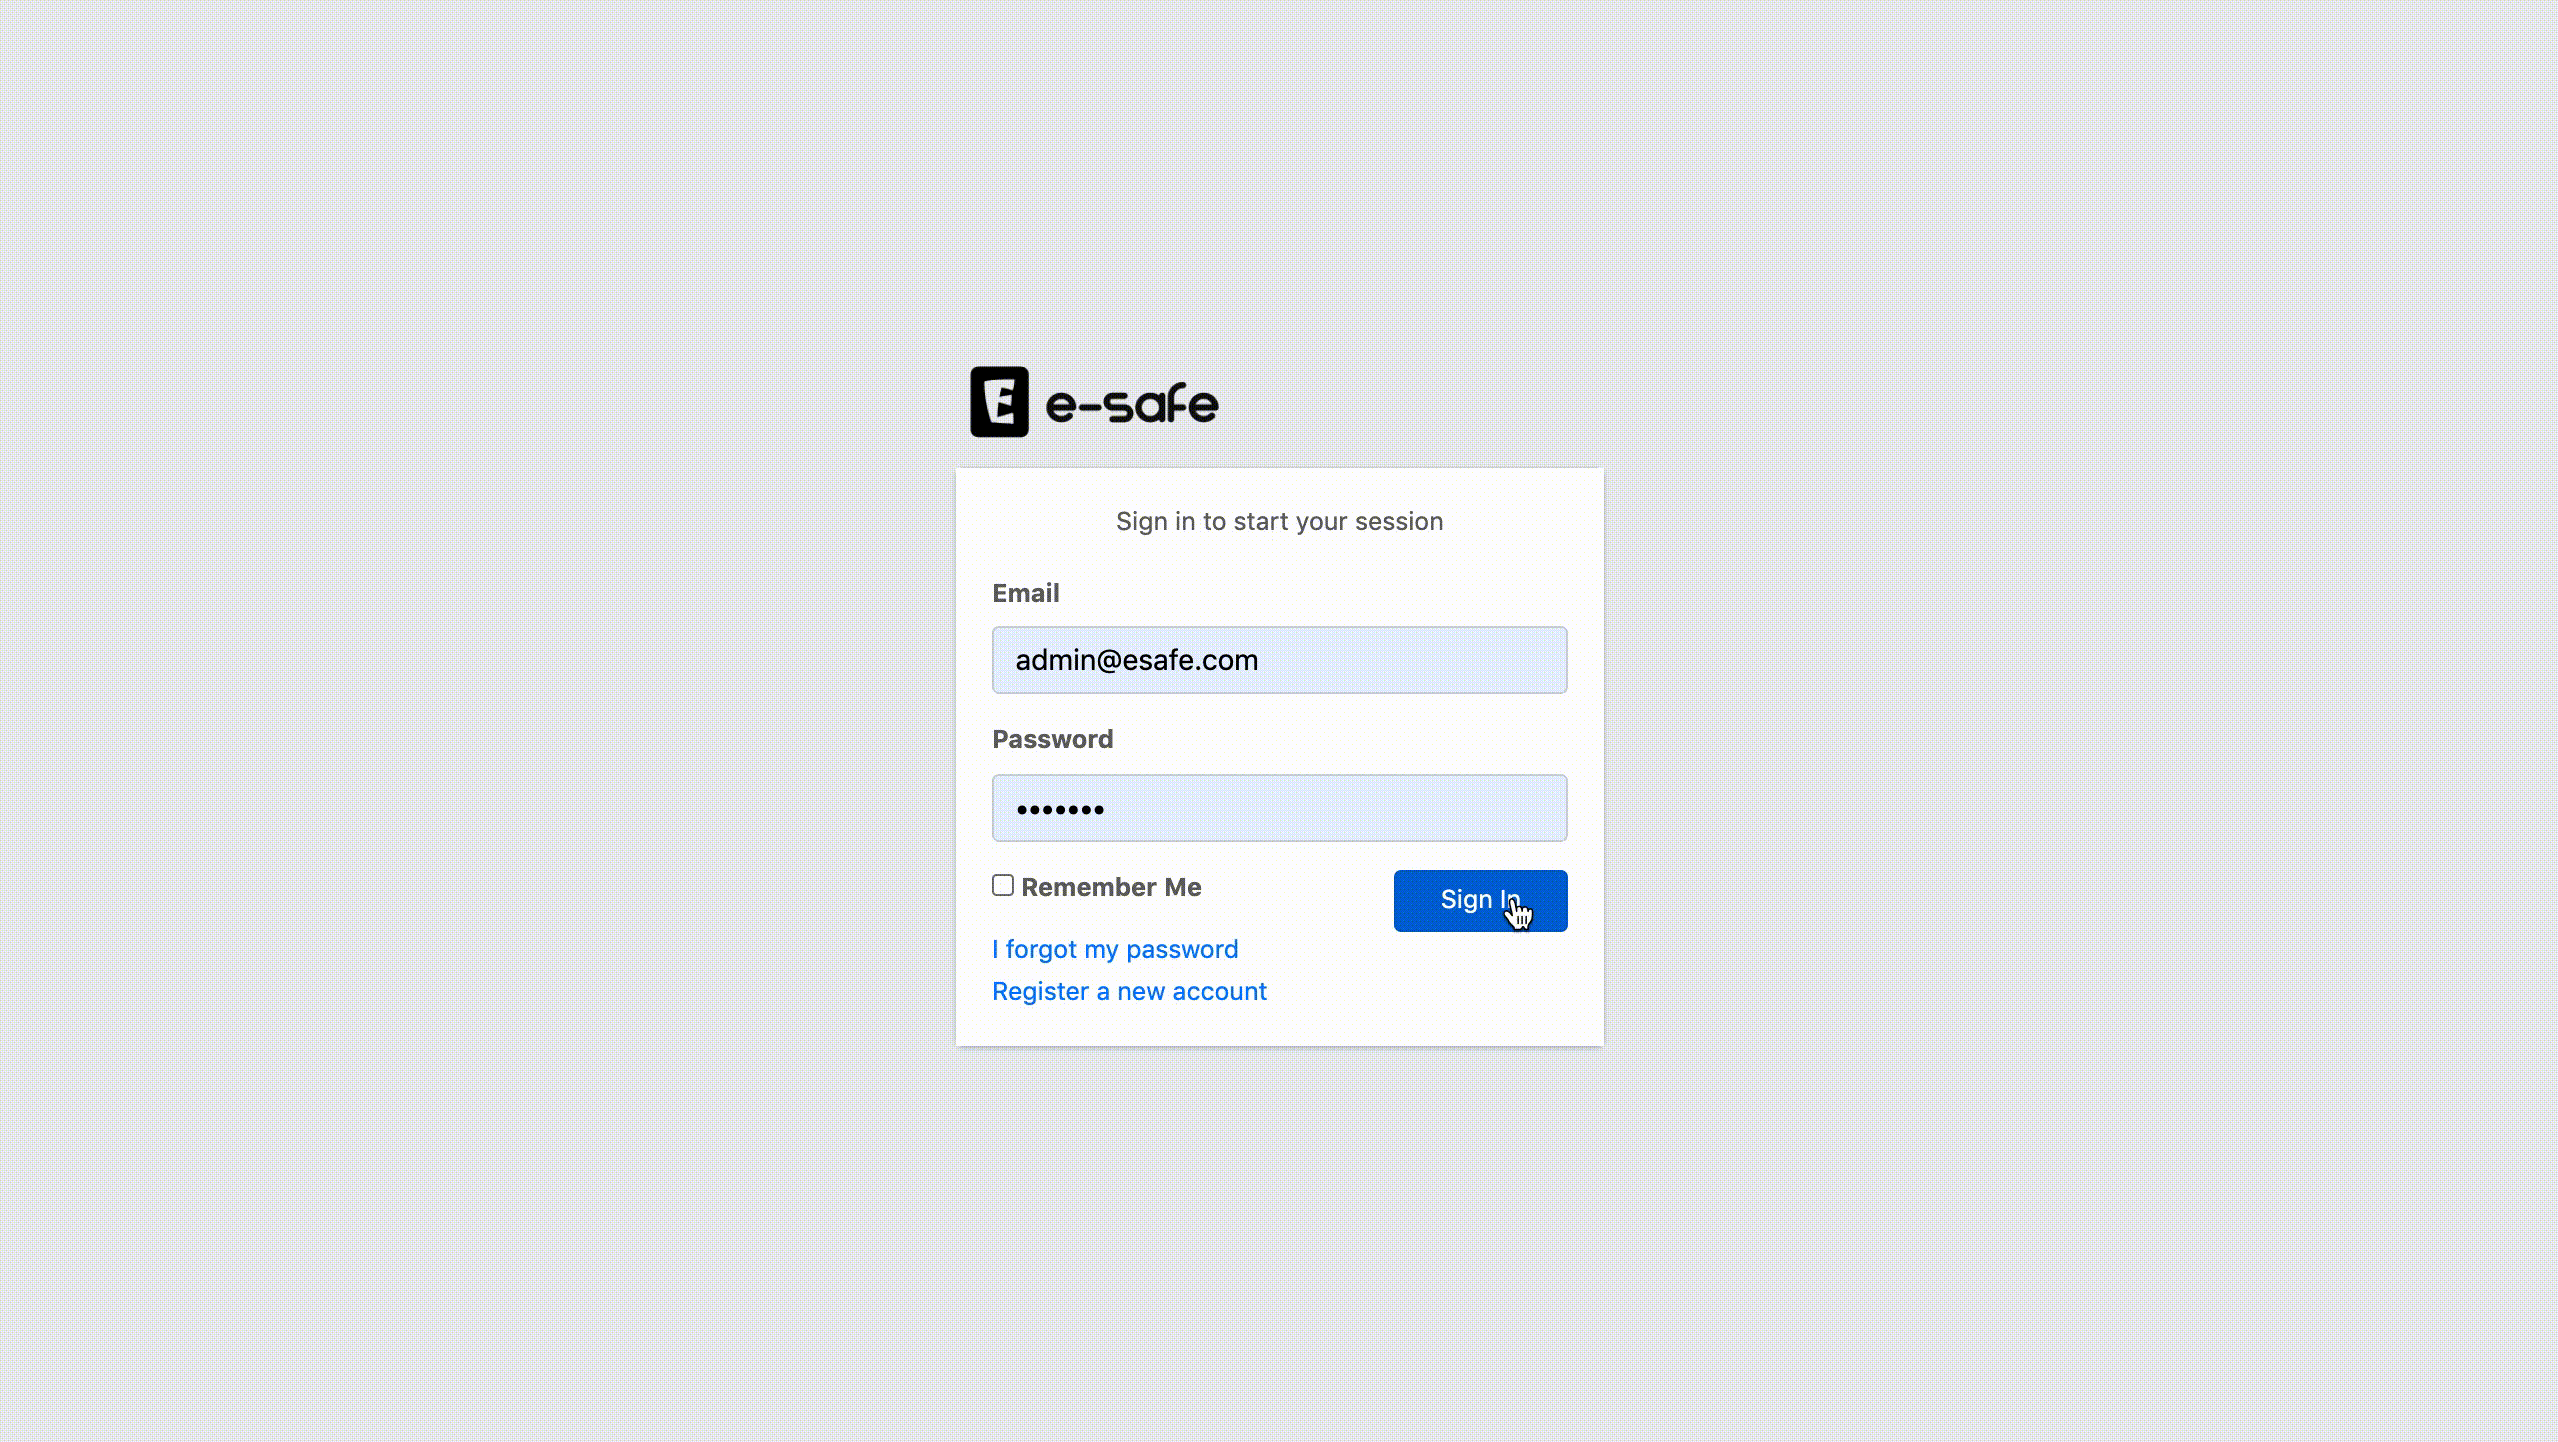 E e-safe
Sign in to start your session
Email
admin@esafe.com
Password
•••••••
Remember Me
Sign In
I forgot my password
Register a new account